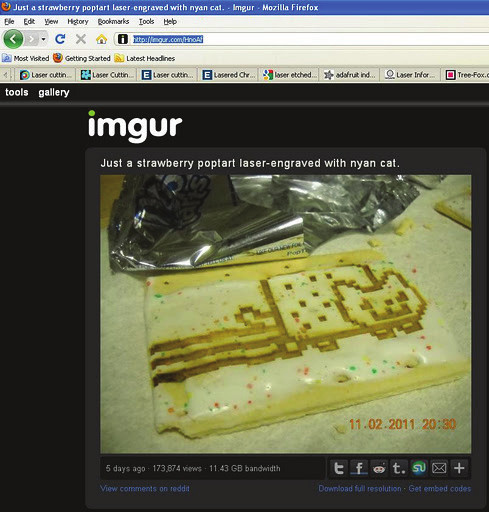 Just a strawberry poptart laser-engraved with nyan cat. - Imgur - Mozilla Firefox
File Edit View History Bookmarks Tools Help
http://imgur.com/HnoAf
Most Visited Getting Started Latest Headlines
Laser cutting... Laser Cuttin... Laser cuttin... Lasered Chr... laser etched... adafruit ind... Laser Infor... Tree-Fox.c
tools gallery
imgur
Just a strawberry poptart laser-engraved with nyan cat.
11.02.2011 20:30
5 days ago · 173,874 views · 11.43 GB bandwidth
View comments on reddit Download full resolution - Get embed codes